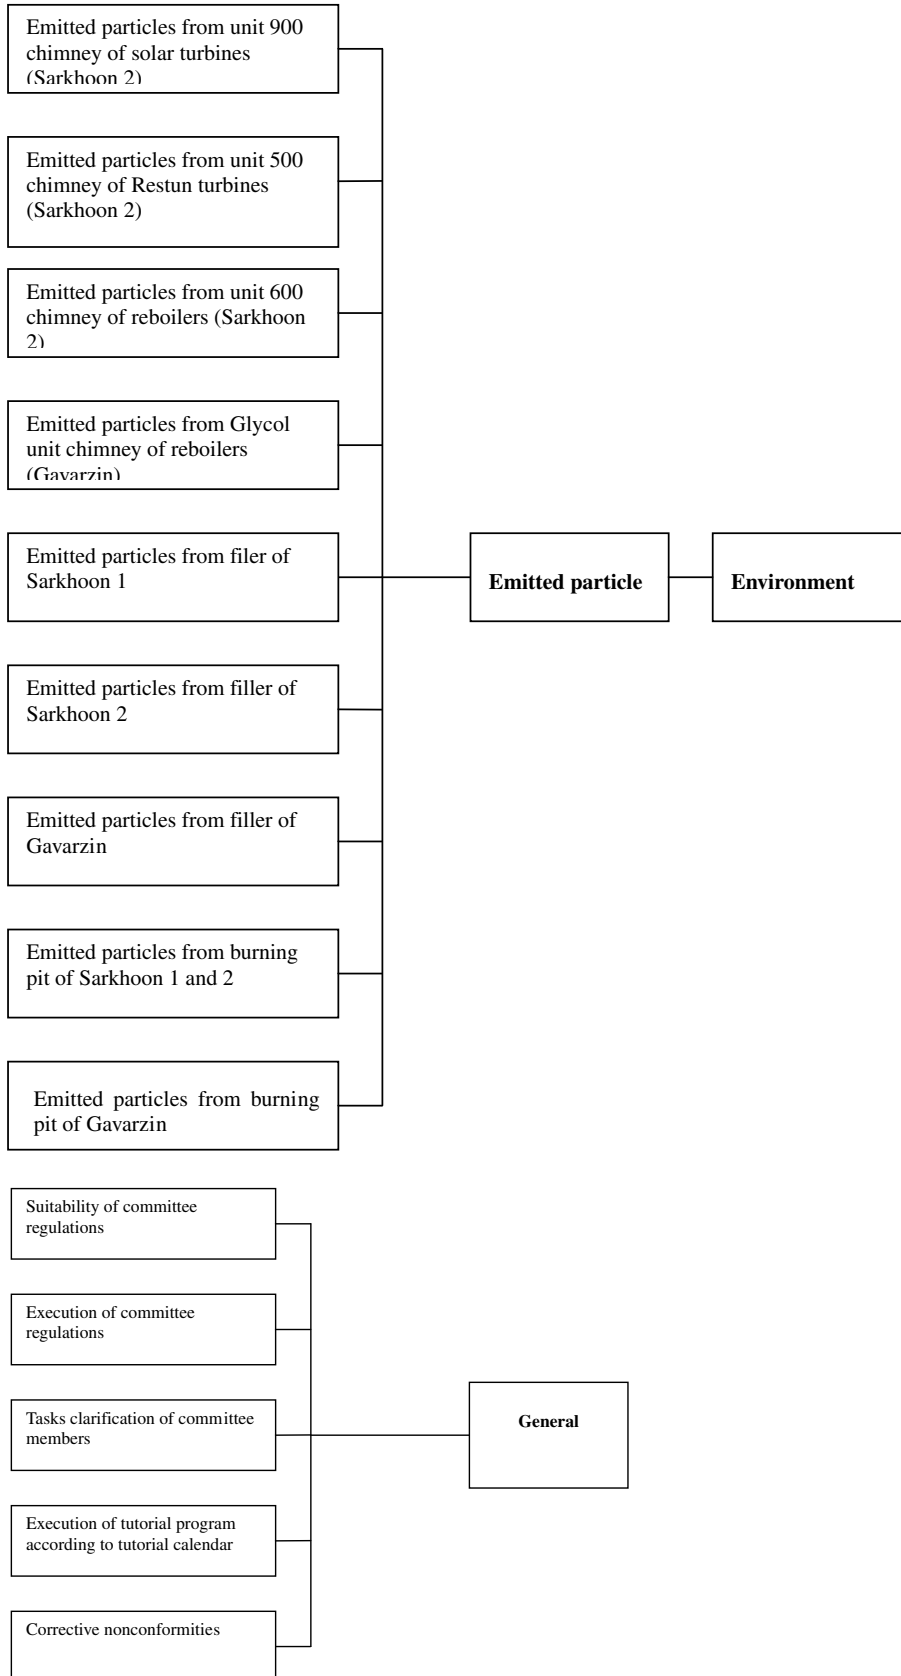 Emitted particles from unit 900
chimney of solar turbines
(Sarkhoon 2)
Emitted particles from unit 500
chimney of Restun turbines
(Sarkhoon 2)
Emitted particles from unit 600
chimney of reboilers (Sarkhoon
2)
Emitted particles from Glycol
unit chimney of reboilers
(Gavarzin)
Emitted particles from filer of
Sarkhoon 1
Emitted particle
Environment
Emitted particles from filler of
Sarkhoon 2
Emitted particles from filler of
Gavarzin
Emitted particles from burning
pit of Sarkhoon 1 and 2
Emitted particles from burning
pit of Gavarzin
Suitability of committee
regulations
Execution of committee
regulations
Tasks clarification of committee
members
General
Execution of tutorial program
according to tutorial calendar
Corrective nonconformities